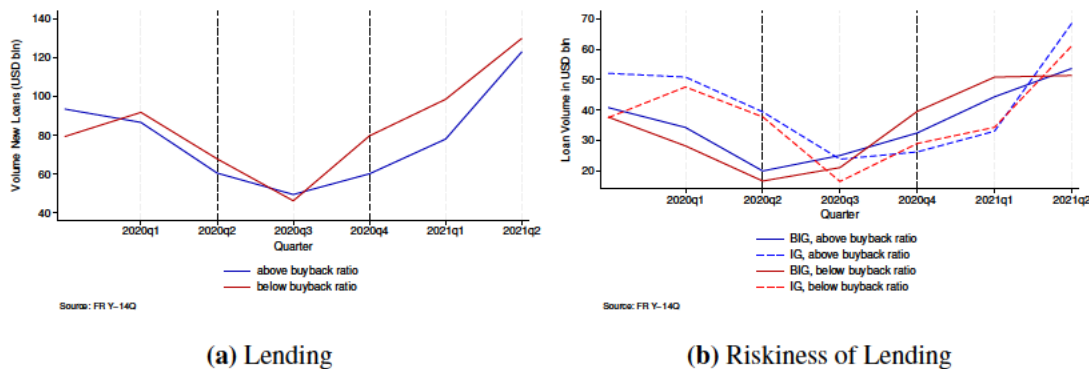 140
120
100
80
60
40
Volume New Loans (USD bln)
2020q1 2020q2 2020q3 2020q4 2021q1 2021q2
Quarter
above buyback ratio
below buyback ratio
Source: FR Y-14Q
(a) Lending
70
60
50
40
30
20
Loan Volume in USD bln
2020q1 2020q2 2020q3 2020q4 2021q1 2021q2
Quarter
BIG, above buyback ratio
IG, above buyback ratio
BIG, below buyback ratio
IG, below buyback ratio
Source: FR Y-14Q
(b) Riskiness of Lending